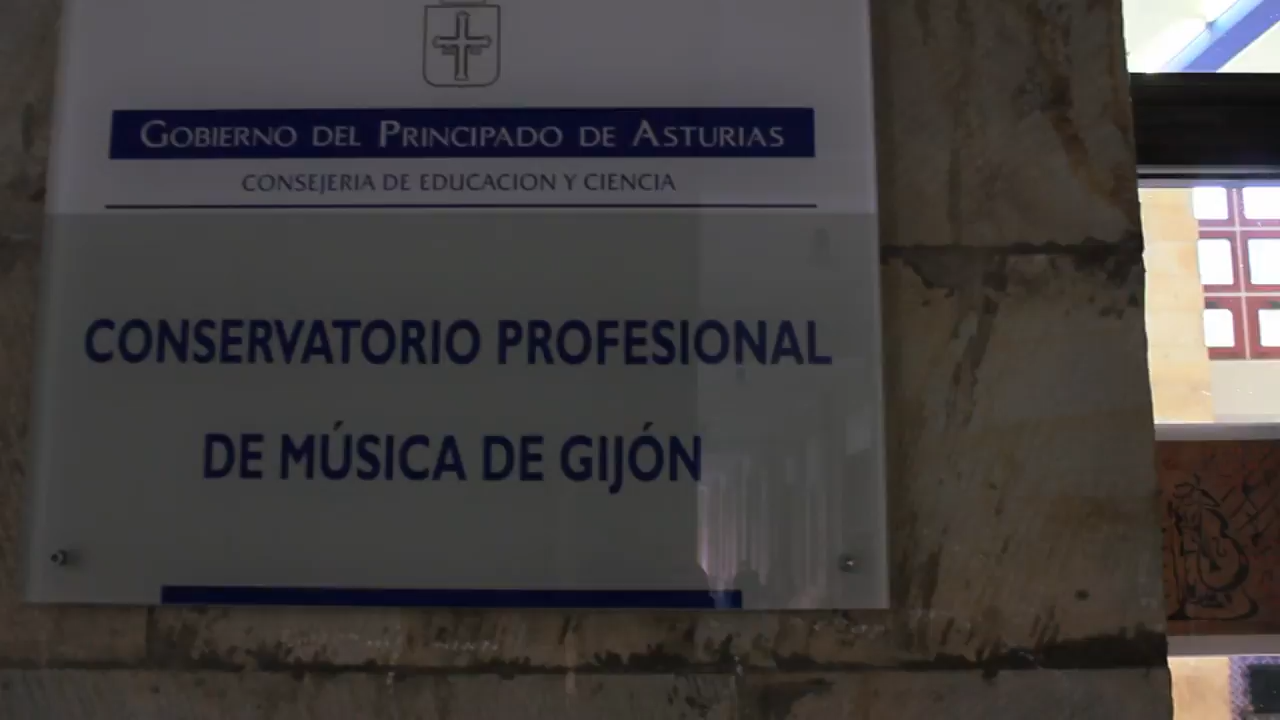 GOBIERNO DEL PRINCIPADO DE ASTURIAS
CONSEJERIA DE EDUCACION Y CIENCIA
CONSERVATORIO PROFESIONAL
DE MÚSICA DE GIJÓN